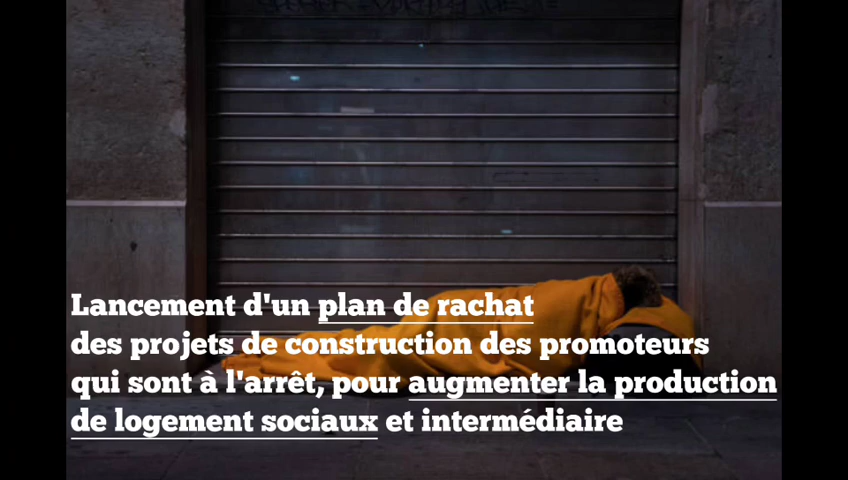 Lancement d'un plan de rachat
des projets de construction des promoteurs
qui sont à l'arrêt, pour augmenter la production
de logement sociaux et intermédiaire